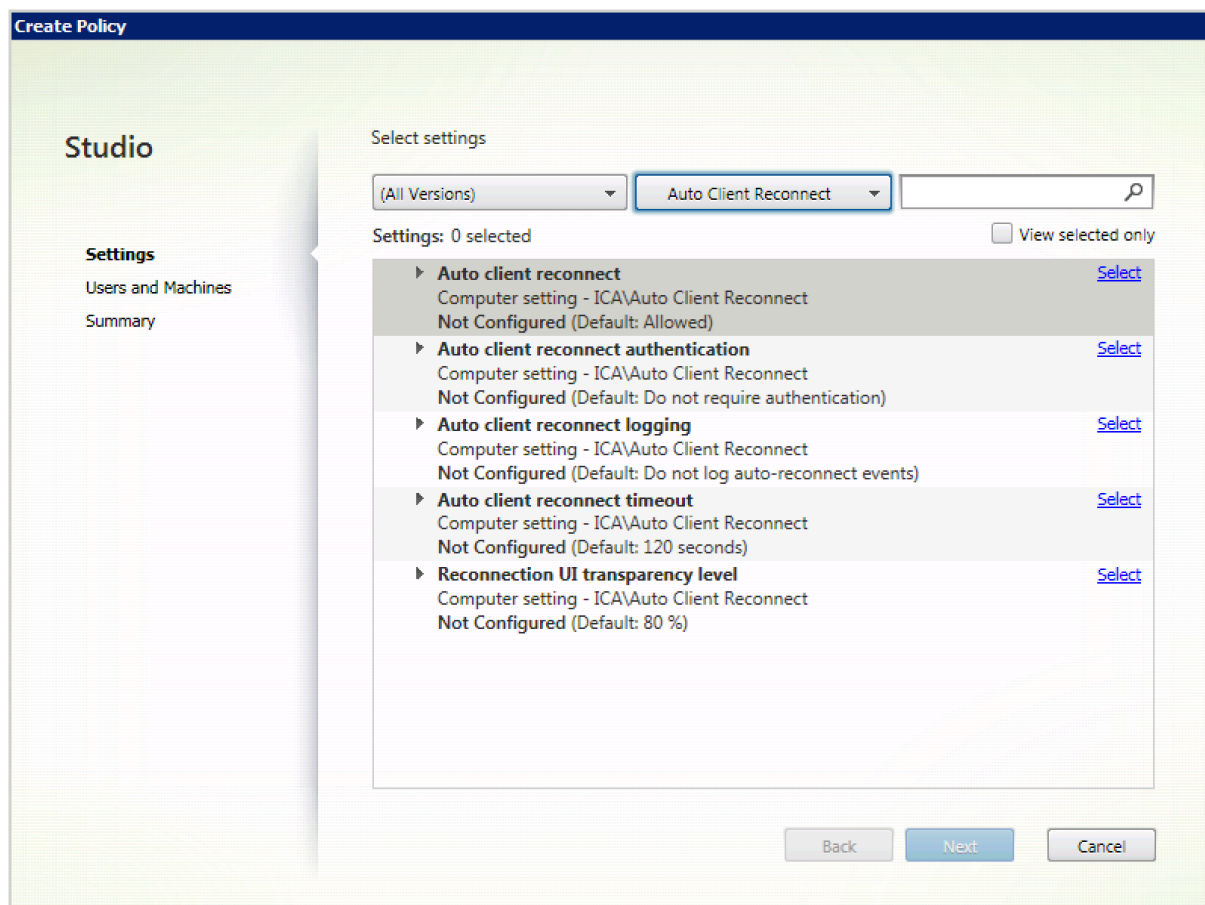 Create Policy
Studio
Settings
Users and Machines
Summary
Select settings
(All Versions)
Auto Client Reconnect
Settings: 0 selected
View selected only
Auto client reconnect
Select
Computer setting - ICA\Auto Client Reconnect
Not Configured (Default: Allowed)
Auto client reconnect authentication
Select
Computer setting - ICA\Auto Client Reconnect
Not Configured (Default: Do not require authentication)
Auto client reconnect logging
Select
Computer setting - ICA\Auto Client Reconnect
Not Configured (Default: Do not log auto-reconnect events)
Auto client reconnect timeout
Select
Computer setting - ICA\Auto Client Reconnect
Not Configured (Default: 120 seconds)
Reconnection UI transparency level
Select
Computer setting - ICA\Auto Client Reconnect
Not Configured (Default: 80 %)
Back
Next
Cancel